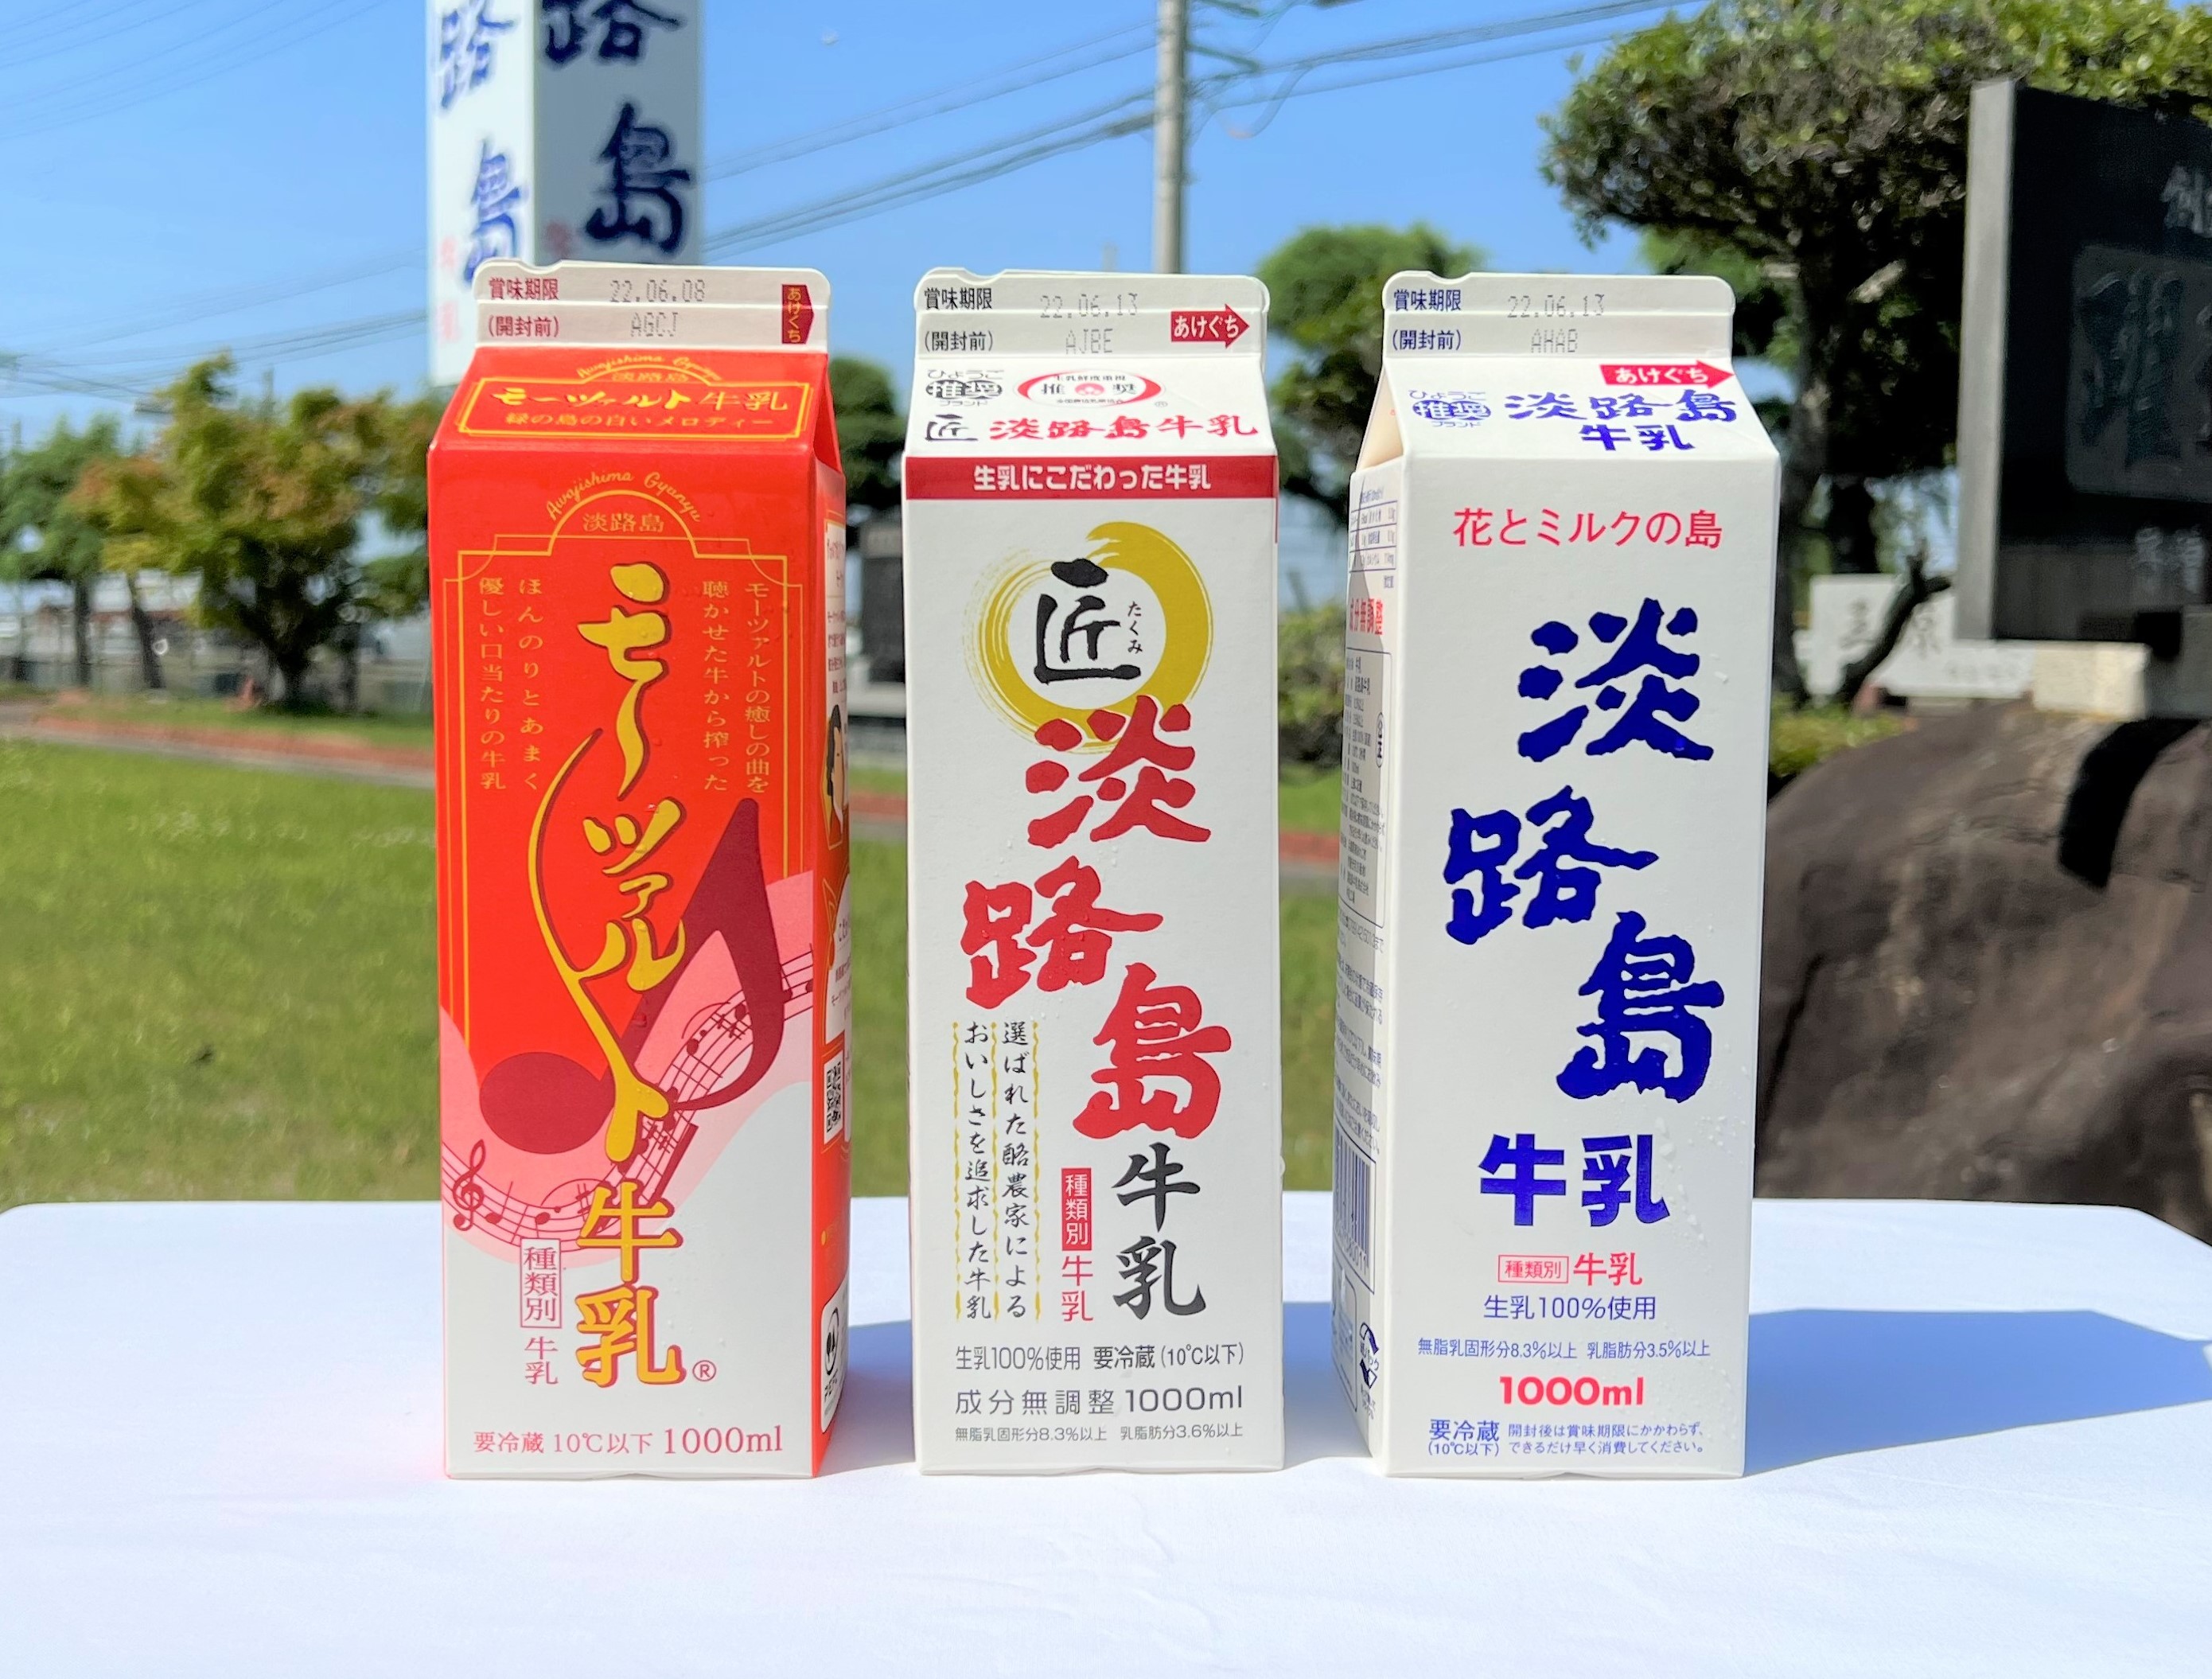 路
島
路
島
賞味期限 22.06.08
(開封前) AGCJ
あけぐち
Awajishima Gyunyu
淡路島
モーツァルト牛乳
緑の島の白いメロディー
Awajishima Gyunyu
淡路島
モーツァルトの癒しの曲を
聴かせた牛から搾った
ほんのりとあまく
優しい口当たりの牛乳
モーツァルト
牛乳®
種類別
牛乳
要冷蔵 10℃以下 1000ml
賞味期限 22.06.13
(開封前) AJBE
あけぐち
ひょうご
推奨
ブランド
推奨
匠 淡路島牛乳
生乳にこだわった牛乳
匠
たくみ
淡路島
牛乳
選ばれた酪農家による
おいしさを追求した牛乳
種類別
牛乳
生乳100%使用 要冷蔵(10℃以下)
成分無調整 1000ml
無脂乳固形分8.3%以上 乳脂肪分3.6%以上
賞味期限 22.06.13
(開封前) AHAB
あけぐち
ひょうご
推奨
ブランド
淡路島
牛乳
花とミルクの島
淡路島
牛乳
種類別 牛乳
生乳100%使用
無脂乳固形分8.3%以上 乳脂肪分3.5%以上
1000ml
要冷蔵
(10℃以下)
開封後は賞味期限にかかわらず、
できるだけ早く消費してください。
成分無調整